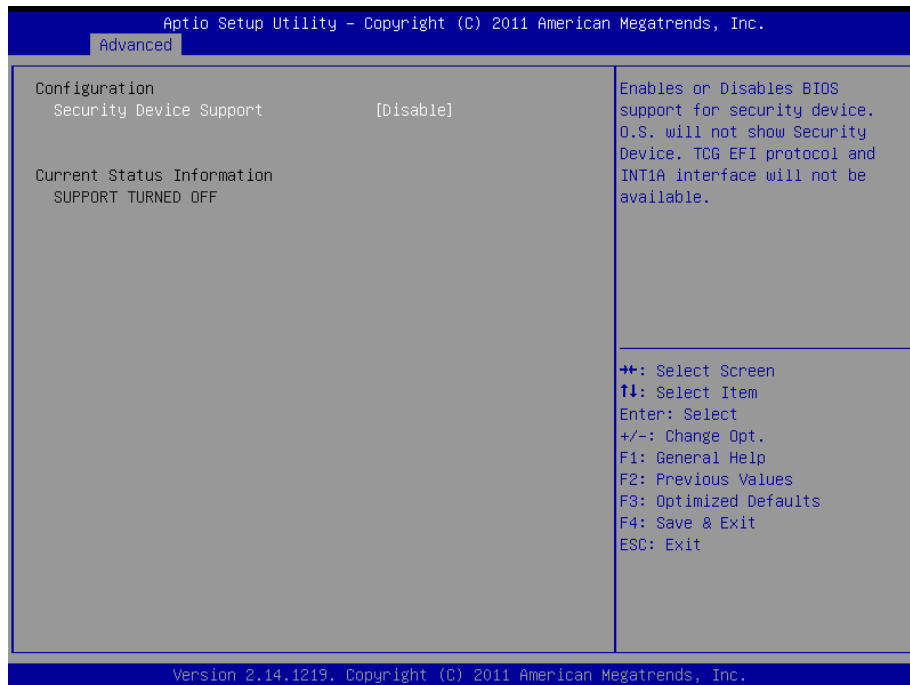 Aptio Setup Utility – Copyright (C) 2011 American Megatrends, Inc.
Advanced
Configuration
Security Device Support [Disable]
Current Status Information
SUPPORT TURNED OFF
Enables or Disables BIOS
support for security device.
O.S. will not show Security
Device. TCG EFI protocol and
INT1A interface will not be
available.
→←: Select Screen
↑↓: Select Item
Enter: Select
+/-: Change Opt.
F1: General Help
F2: Previous Values
F3: Optimized Defaults
F4: Save & Exit
ESC: Exit
Version 2.14.1219. Copyright (C) 2011 American Megatrends, Inc.